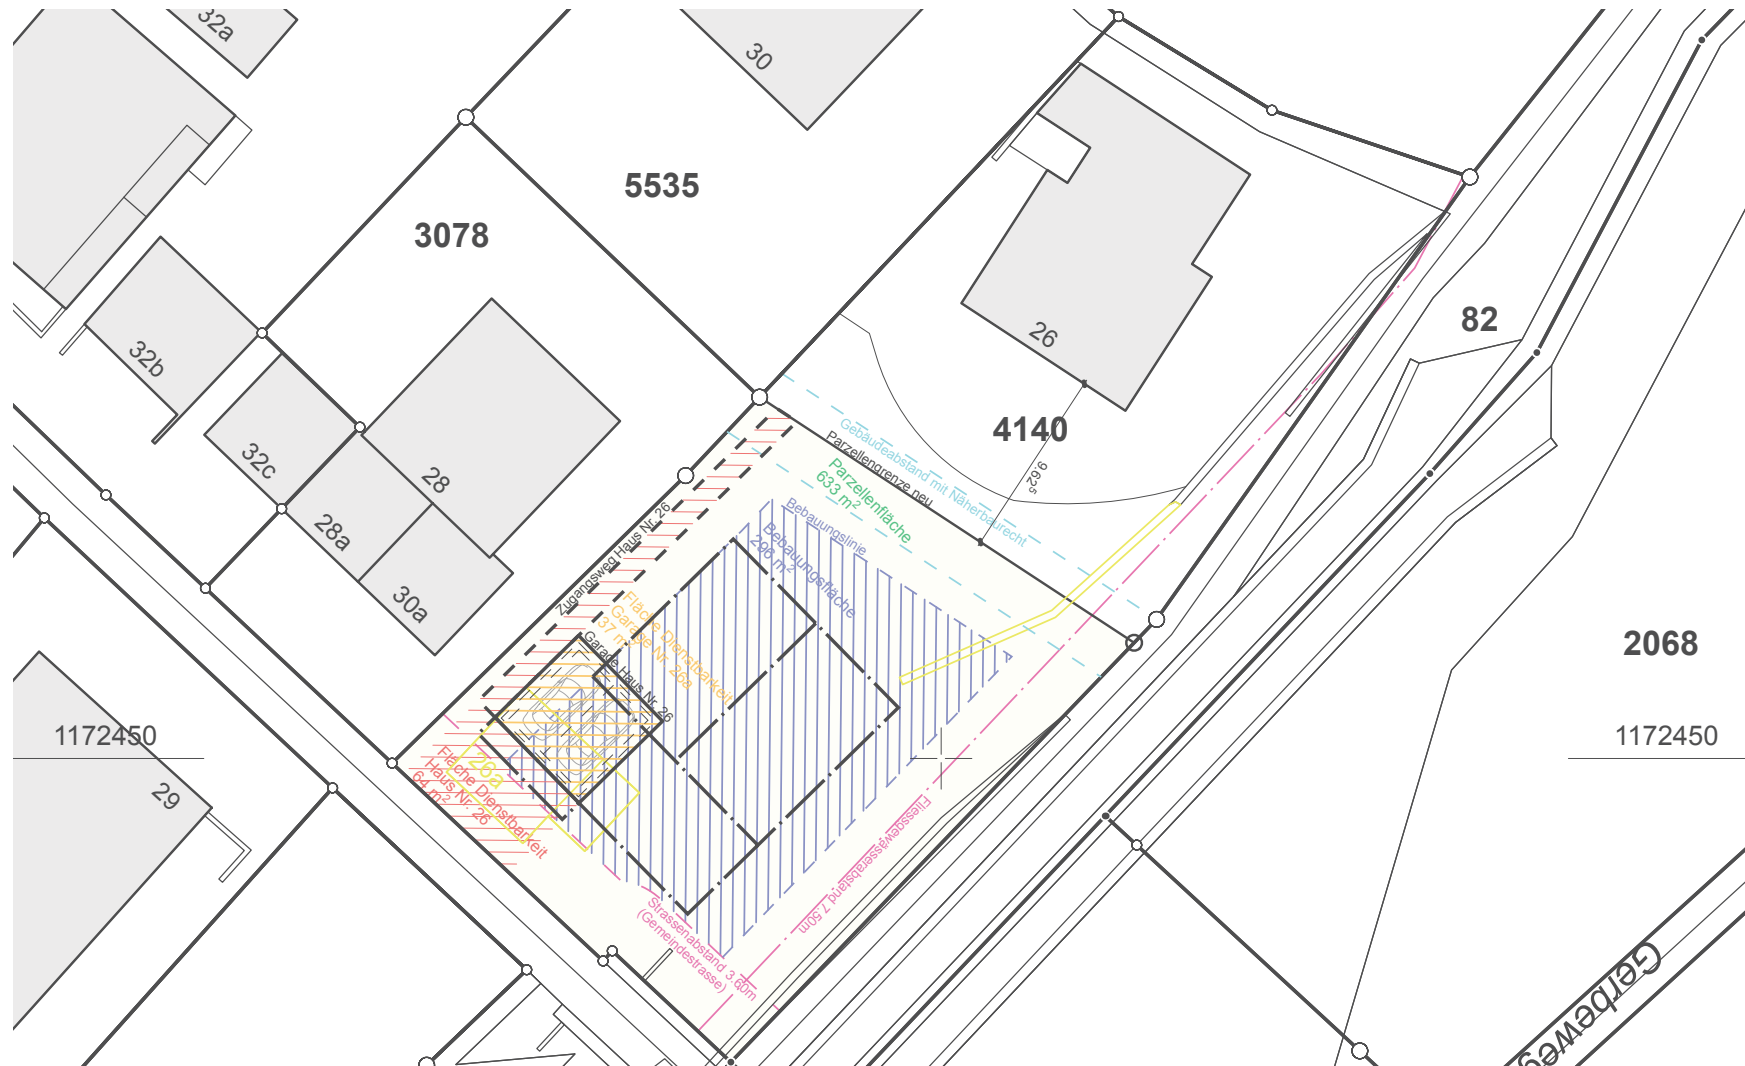 32a
30
5535
3078
82
32b
26
4140
Gebäudeabstand mit Näherbaurecht
Parzellengrenze neu
9.62⁵
Parzellenfläche
633 m²
32c
28
28a
30a
Zugangsweg Haus Nr. 26
Bebauungslinie
Bebauungsfläche
296 m²
Fläche Dienstbarkeit
Garage Nr. 26a
37 m²
Garage Haus Nr. 26
2068
1172450
1172450
29
26a
Fläche Dienstbarkeit
Haus Nr. 26
64 m²
Fliessgewässerabstand 7.50m
Strassenabstand 3.60m
(Gemeindestrasse)
Gerbeweg